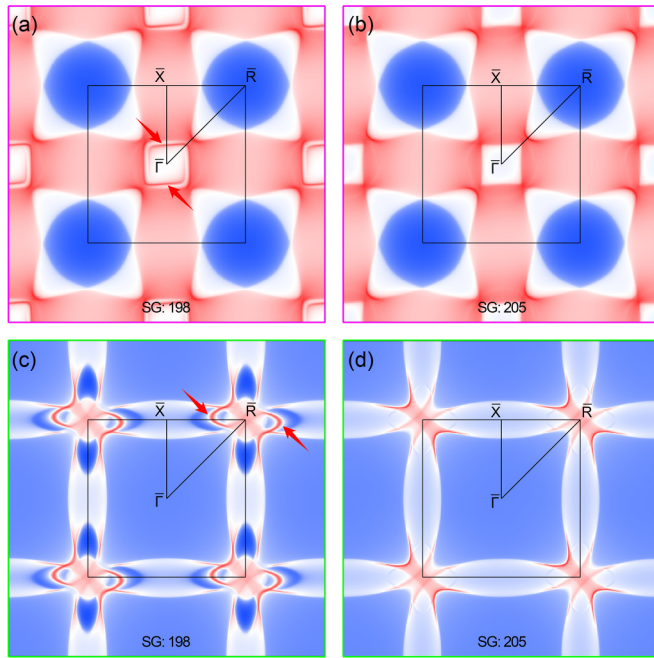 (a)
X̄
R̄
Γ̄
SG: 198
(b)
X̄
R̄
Γ̄
SG: 205
(c)
X̄
R̄
Γ̄
SG: 198
(d)
X̄
R̄
Γ̄
SG: 205